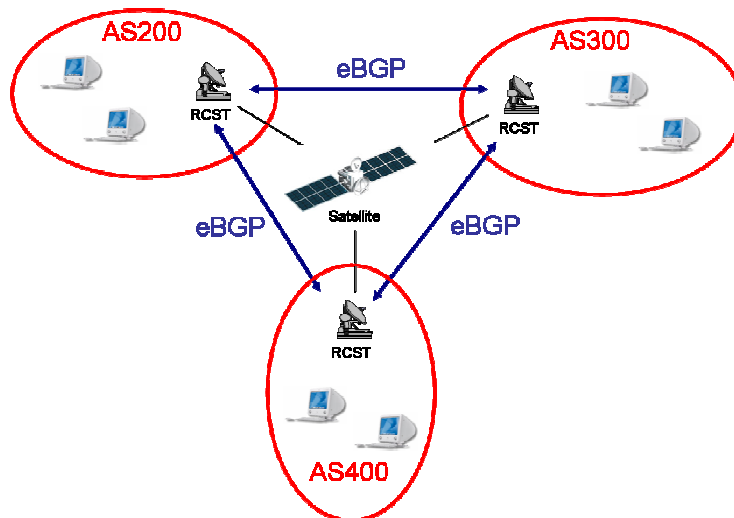 AS200
AS300
eBGP
RCST
RCST
Satellite
eBGP
eBGP
RCST
AS400